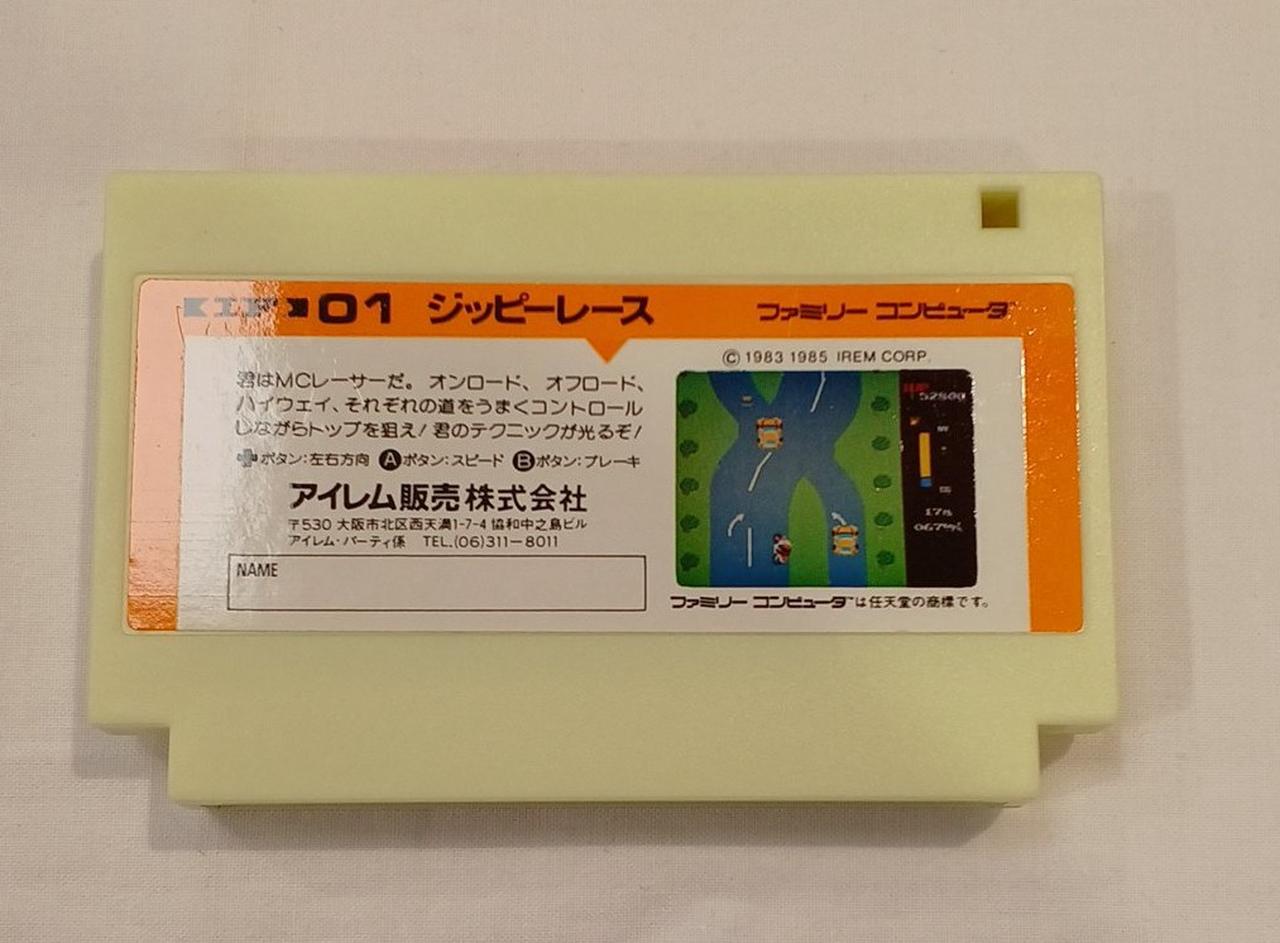 IF 01 ジッピーレース
ファミリー コンピュータ
© 1983 1985 IREM CORP.
君はMCレーサーだ。オンロード、オフロード、
ハイウェイ、それぞれの道をうまくコントロール
しながらトップを狙え!君のテクニックが光るぞ!
ボタン:左右方向 Aボタン:スピード Bボタン:ブレーキ
アイレム販売株式会社
〒530 大阪市北区西天満1-7-4 協和中之島ビル
アイレム・パーティ係 TEL.(06)311-8011
NAME
52800
ファミリー コンピュータ™は任天堂の商標です。